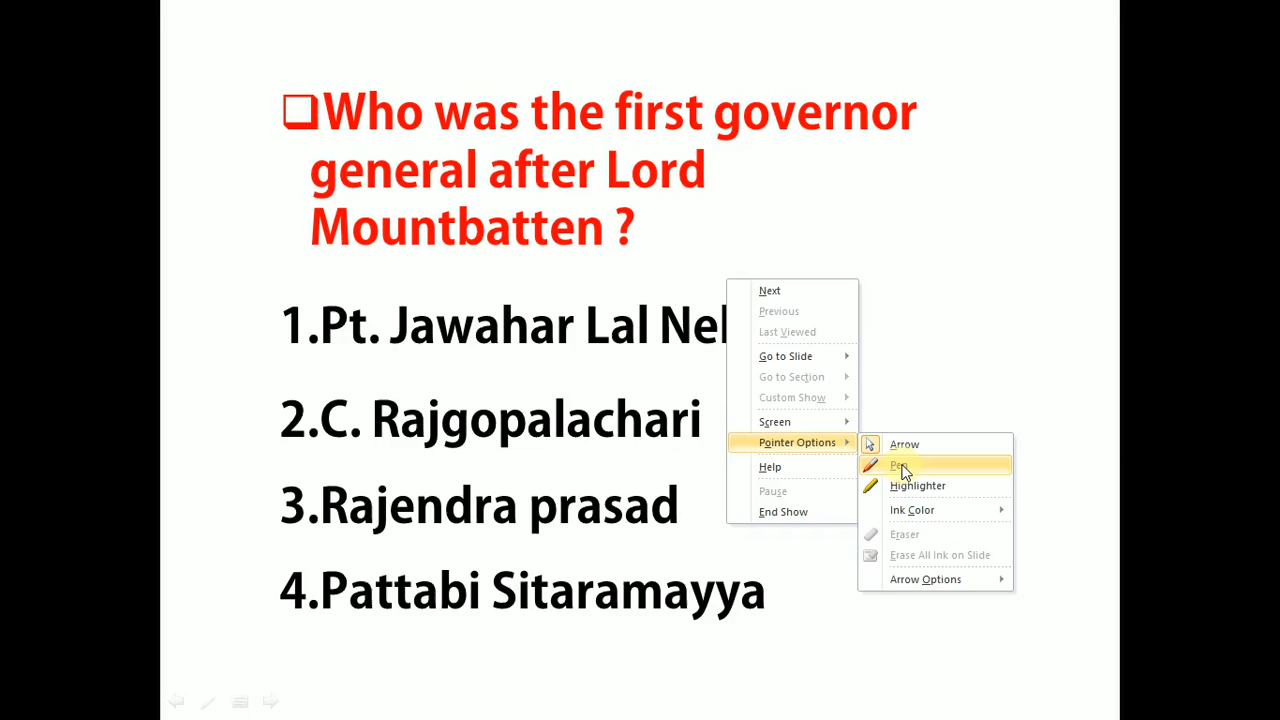 ❑Who was the first governor
general after Lord
Mountbatten ?
1.Pt. Jawahar Lal
2.C. Rajgopalachari
3.Rajendra prasad
4.Pattabi Sitaramayya
Next
Previous
Last Viewed
Go to Slide
Go to Section
Custom Show
Screen
Pointer Options
Help
Pause
End Show
Arrow
Pen
Highlighter
Ink Color
Eraser
Erase All Ink on Slide
Arrow Options